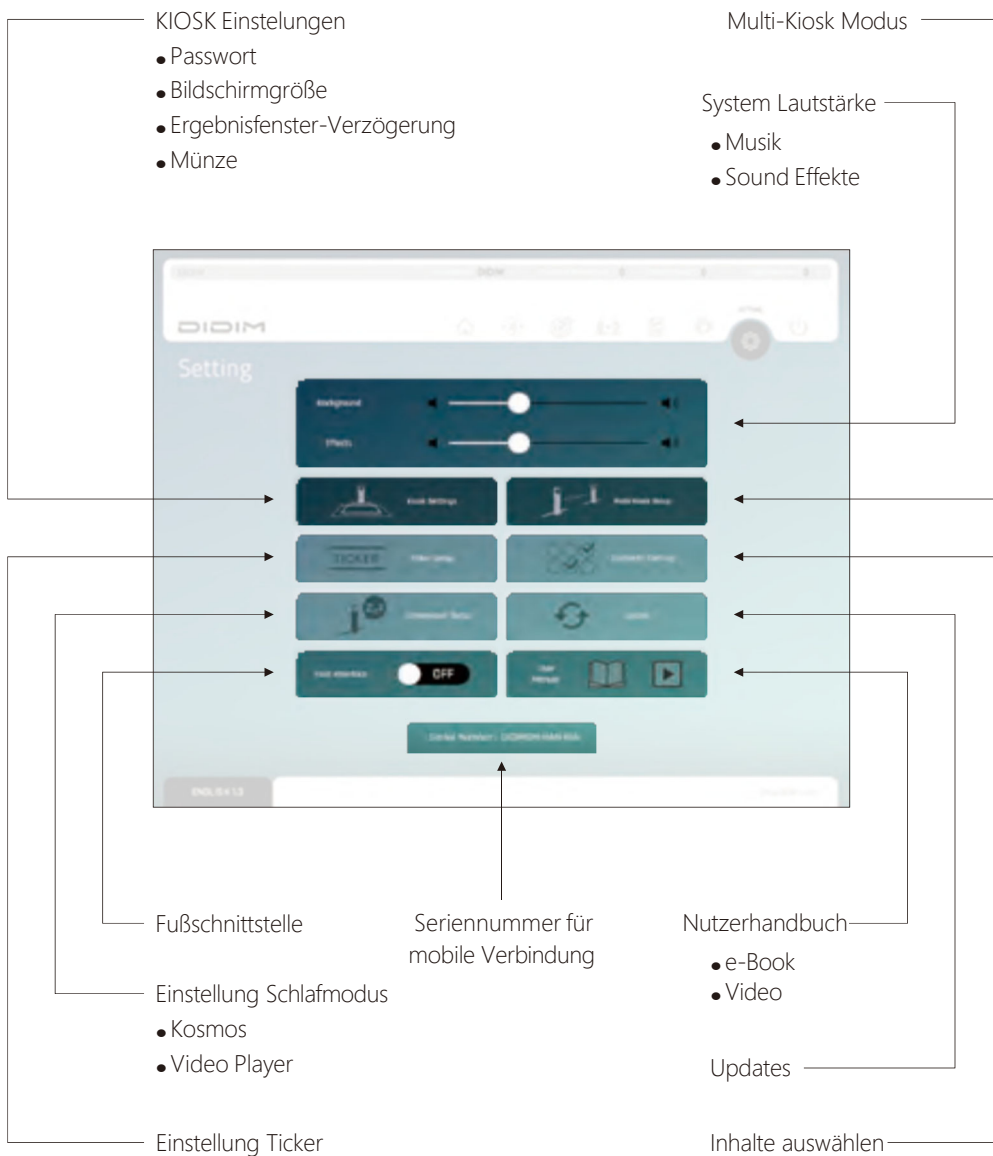 KIOSK Einstelungen
• Passwort
• Bildschirmgröße
• Ergebnisfenster-Verzögerung
• Münze
Multi-Kiosk Modus
System Lautstärke
• Musik
• Sound Effekte
DIDIM
DIDIM
Setting
Background
Effects
Kiosk Settings
TICKER
OFF
User
Manual
Fußschnittstelle
Seriennummer für
mobile Verbindung
Nutzerhandbuch
• e-Book
• Video
Einstellung Schlafmodus
• Kosmos
• Video Player
Updates
Einstellung Ticker
Inhalte auswählen